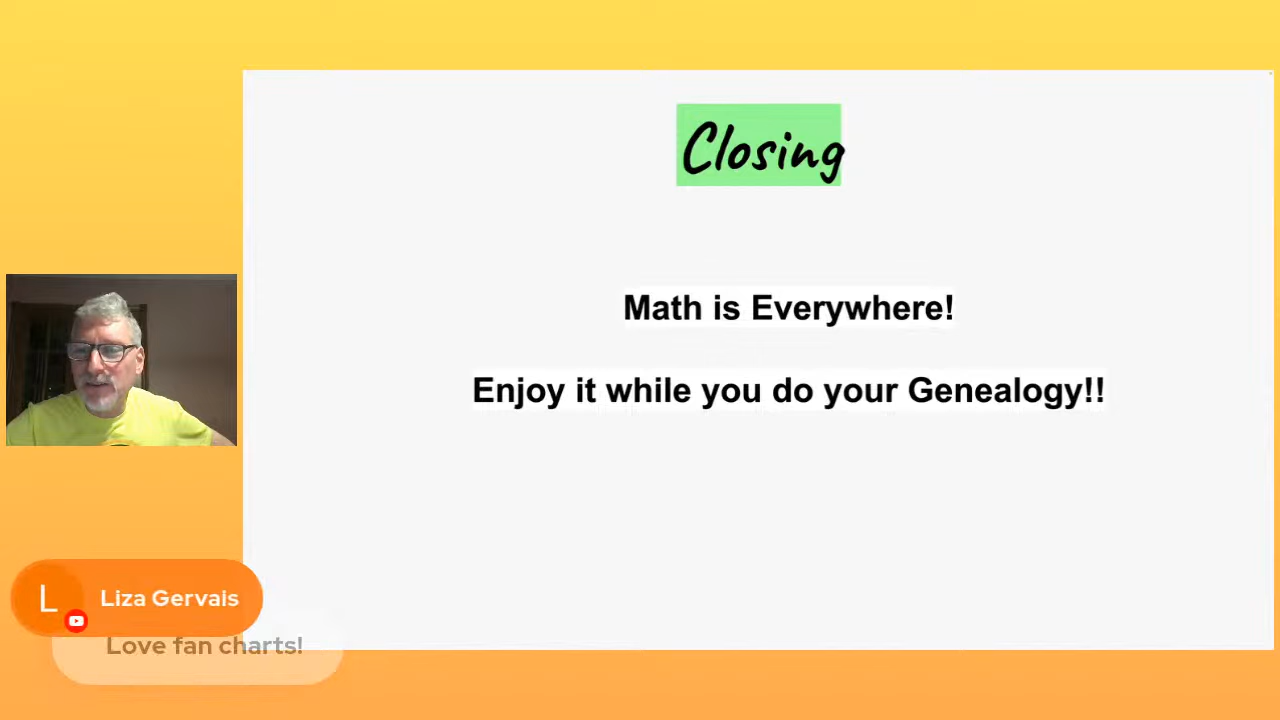 Closing
Math is Everywhere!
Enjoy it while you do your Genealogy!!
L
Liza Gervais
Love fan charts!